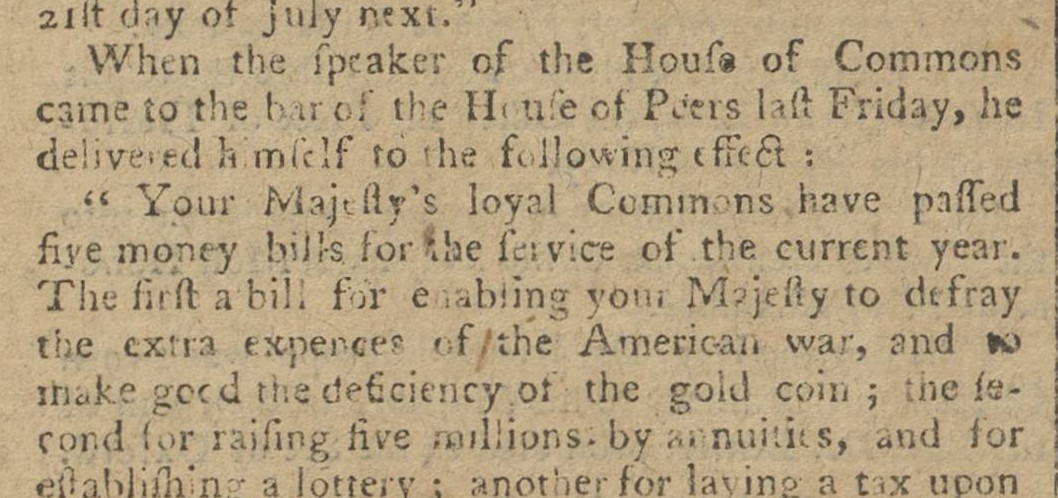 21ſt day of july next."
When the ſpeaker of the Houſe of Commons
came to the bar of the Houſe of Peers laſt Friday, he
delivered himſelf to the following effect :
“ Your Majeſty's loyal Commons have paſſed
five money bills for the ſervice of the current year.
The firſt a bill for enabling your Majeſty to defray
the extra expences of the American war, and to
make good the deficiency of the gold coin ; the ſe-
cond for raiſing five millions by annuities, and for
eſtabliſhing a lottery ; another for laying a tax upon